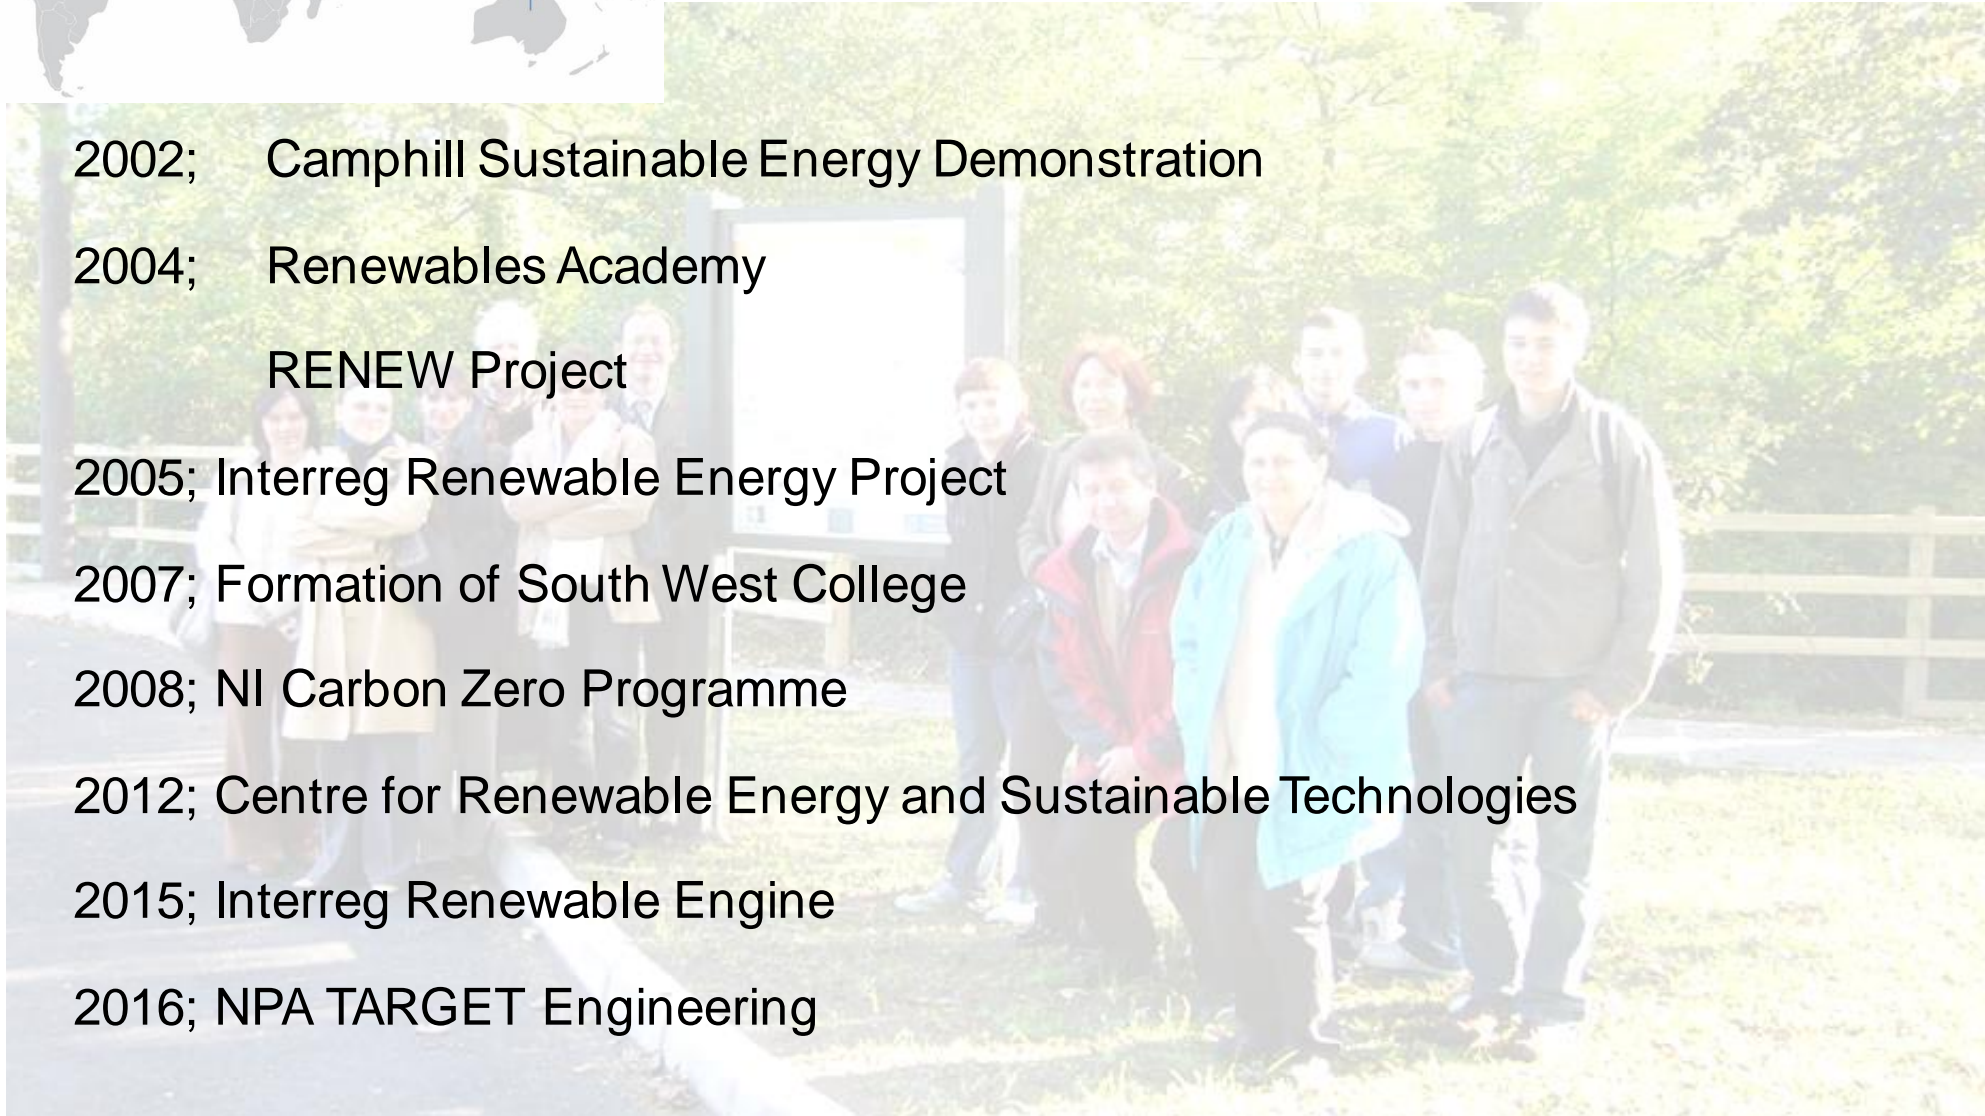 2002; Camphill Sustainable Energy Demonstration
2004; Renewables Academy
RENEW Project
2005; Interreg Renewable Energy Project
2007; Formation of South West College
2008; NI Carbon Zero Programme
2012; Centre for Renewable Energy and Sustainable Technologies
2015; Interreg Renewable Engine
2016; NPA TARGET Engineering